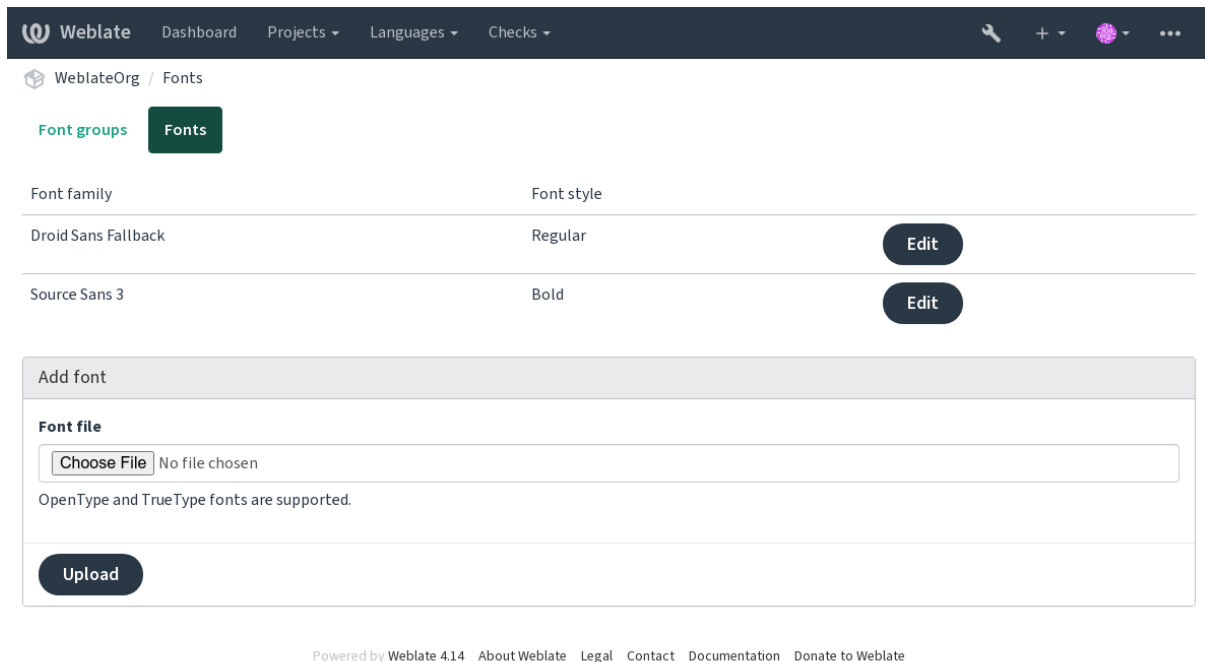 Weblate Dashboard Projects Languages Checks
WeblateOrg / Fonts
Font groups Fonts
Font family Font style
Droid Sans Fallback Regular Edit
Source Sans 3 Bold Edit
Add font
Font file
Choose File No file chosen
OpenType and TrueType fonts are supported.
Upload
Powered by Weblate 4.14 About Weblate Legal Contact Documentation Donate to Weblate